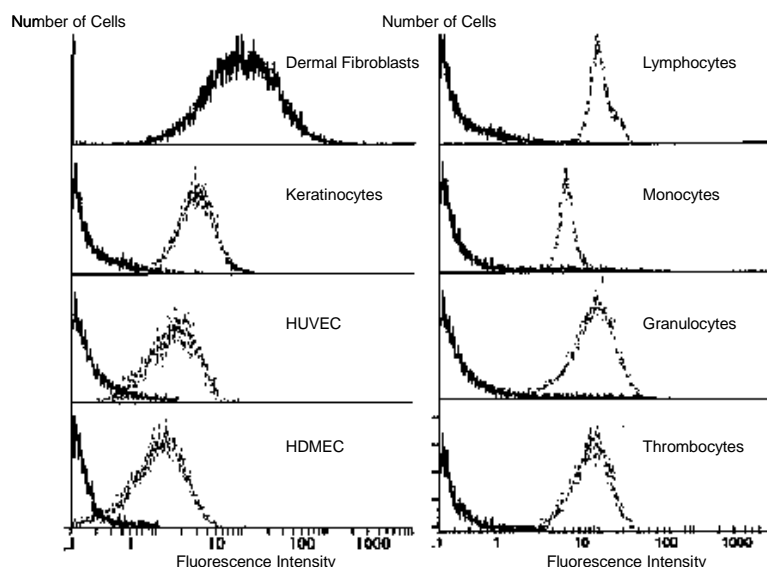 Number of Cells
Dermal Fibroblasts
Keratinocytes
HUVEC
HDMEC
.1 10 100 1000
Fluorescence Intensity
Number of Cells
Lymphocytes
Monocytes
Granulocytes
Thrombocytes
.1 1 10 100 1000
Fluorescence Intensity